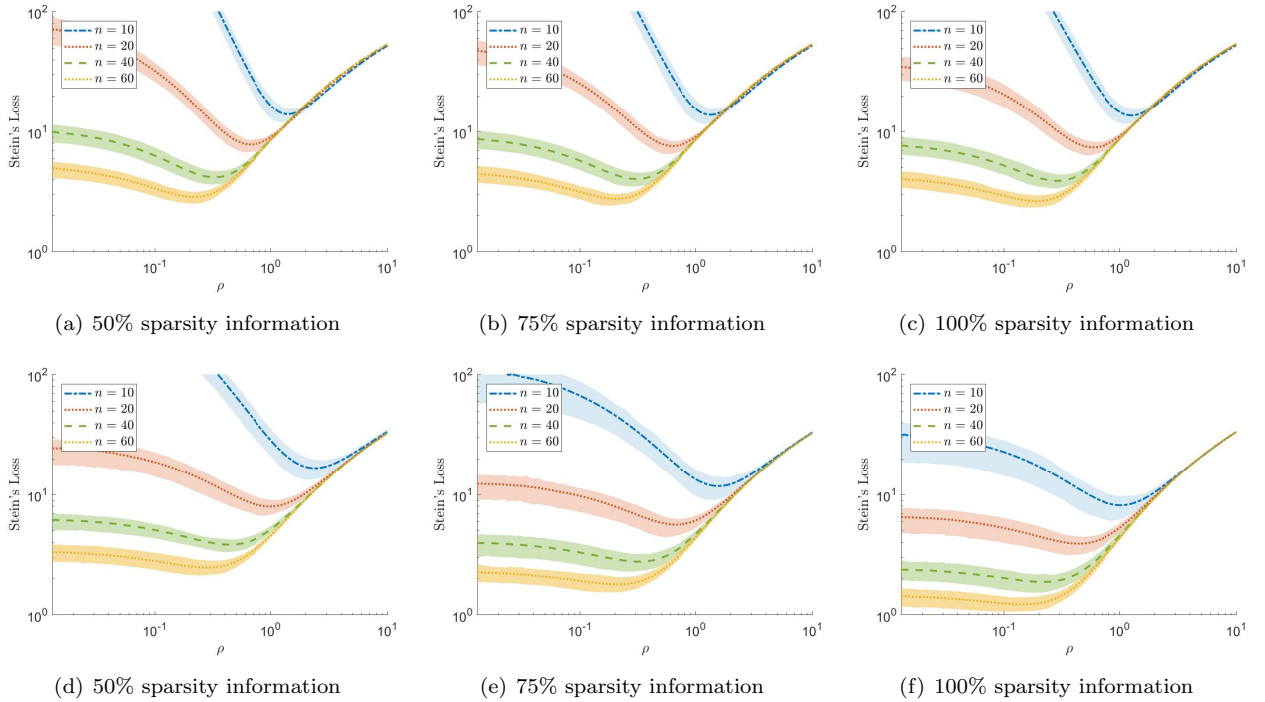 n = 10
n = 20
n = 40
n = 60
Stein's Loss
10^2
10^1
10^0
10^-1
10^0
10^1
ρ
(a) 50% sparsity information
n = 10
n = 20
n = 40
n = 60
Stein's Loss
10^2
10^1
10^0
10^-1
10^0
10^1
ρ
(b) 75% sparsity information
n = 10
n = 20
n = 40
n = 60
Stein's Loss
10^2
10^1
10^0
10^-1
10^0
10^1
ρ
(c) 100% sparsity information
n = 10
n = 20
n = 40
n = 60
Stein's Loss
10^2
10^1
10^0
10^-1
10^0
10^1
ρ
(d) 50% sparsity information
n = 10
n = 20
n = 40
n = 60
Stein's Loss
10^2
10^1
10^0
10^-1
10^0
10^1
ρ
(e) 75% sparsity information
n = 10
n = 20
n = 40
n = 60
Stein's Loss
10^2
10^1
10^0
10^-1
10^0
10^1
ρ
(f) 100% sparsity information